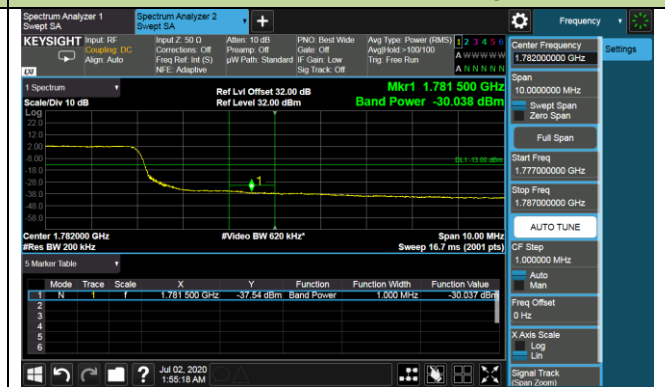 Spectrum Analyzer 1
Swept SA
Spectrum Analyzer 2
Swept SA
+
Frequency
KEYSIGHT
Input: RF
Coupling: DC
Align: Auto
Input Z: 50 Ω
Corrections: Off
Freq Ref: Int (S)
NFE: Adaptive
Atten: 10 dB
Preamp: Off
µW Path: Standard
PNO: Best Wide
Gate: Off
IF Gain: Low
Sig Track: Off
Avg Type: Power (RMS)
Avg|Hold:>100/100
Trig: Free Run
1 2 3 4 5 6
A W W W W W
A N N N N N
LXI
Center Frequency
1.782000000 GHz
Settings
Span
10.0000000 MHz
Swept Span
Zero Span
Full Span
Start Freq
1.777000000 GHz
Stop Freq
1.787000000 GHz
AUTO TUNE
CF Step
1.000000 MHz
Auto
Man
Freq Offset
0 Hz
X Axis Scale
Log
Lin
Signal Track
(Span Zoom)
1 Spectrum
Scale/Div 10 dB
Log
Ref Lvl Offset 32.00 dB
Ref Level 32.00 dBm
Mkr1 1.781 500 GHz
Band Power -30.038 dBm
22.0
12.0
2.00
-8.00
-18.0
-28.0
-38.0
-48.0
-58.0
DL1 -13.00 dBm
1
Center 1.782000 GHz
#Res BW 200 kHz
#Video BW 620 kHz*
Span 10.00 MHz
Sweep 16.7 ms (2001 pts)
5 Marker Table
Mode Trace Scale X Y Function Function Width Function Value
1 N 1 f 1.781 500 GHz -37.54 dBm Band Power 1.000 MHz -30.037 dBm
2
3
4
5
6
Jul 02, 2020
1:55:18 AM